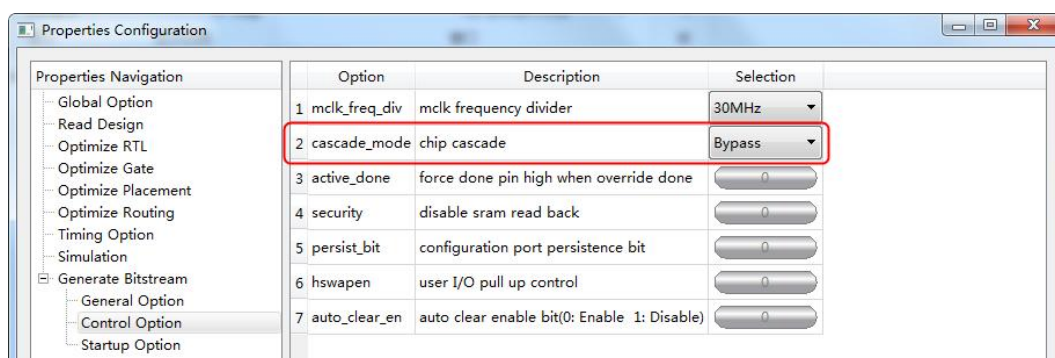 Properties Configuration
Properties Navigation
Global Option
Read Design
Optimize RTL
Optimize Gate
Optimize Placement
Optimize Routing
Timing Option
Simulation
Generate Bitstream
General Option
Control Option
Startup Option
Option Description Selection
1 mclk_freq_div mclk frequency divider 30MHz
2 cascade_mode chip cascade Bypass
3 active_done force done pin high when override done 0
4 security disable sram read back 0
5 persist_bit configuration port persistence bit 0
6 hswapen user I/O pull up control 0
7 auto_clear_en auto clear enable bit(0: Enable 1: Disable) 0